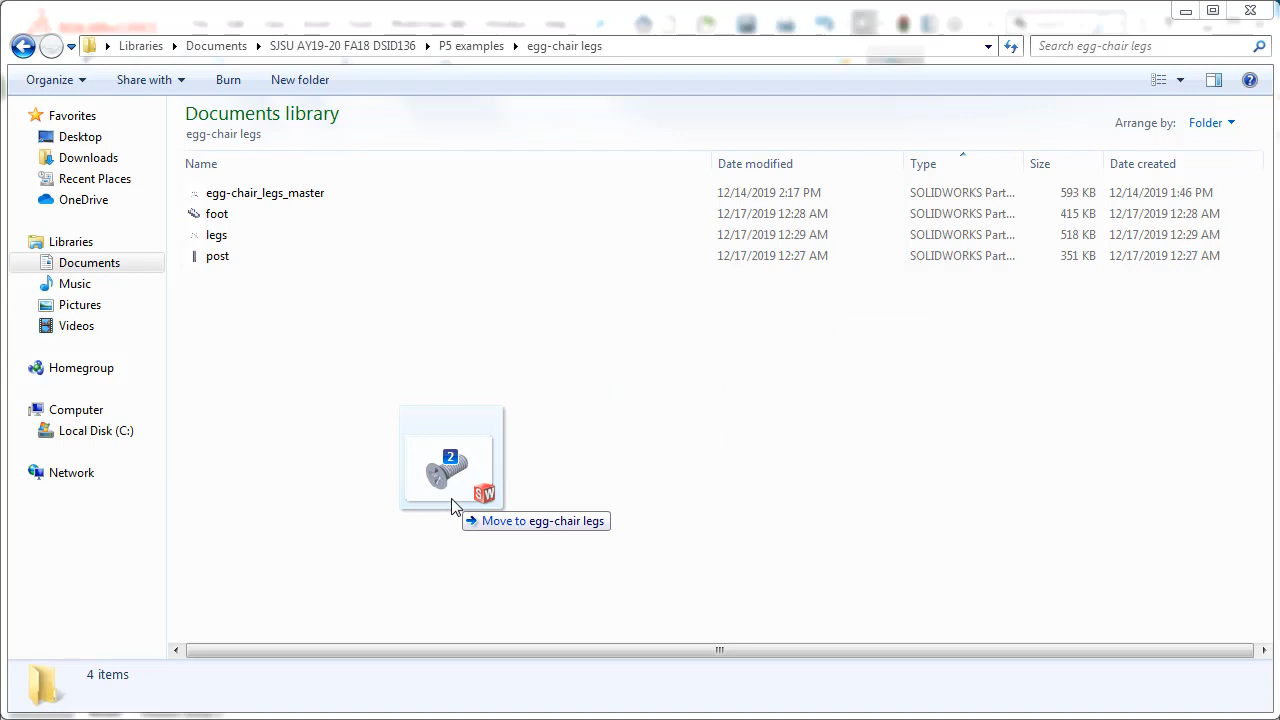 Libraries Documents SJSU AY19-20 FA18 DSID136 P5 examples egg-chair legs Search egg-chair legs
Organize Share with Burn New folder
Favorites
Desktop
Downloads
Recent Places
OneDrive
Libraries
Documents
Music
Pictures
Videos
Homegroup
Computer
Local Disk (C:)
Network
Documents library
egg-chair legs
Arrange by: Folder
Name Date modified Type Size Date created
egg-chair_legs_master 12/14/2019 2:17 PM SOLIDWORKS Part... 593 KB 12/14/2019 1:46 PM
foot 12/17/2019 12:28 AM SOLIDWORKS Part... 415 KB 12/17/2019 12:28 AM
legs 12/17/2019 12:29 AM SOLIDWORKS Part... 518 KB 12/17/2019 12:29 AM
post 12/17/2019 12:27 AM SOLIDWORKS Part... 351 KB 12/17/2019 12:27 AM
2
SW
Move to egg-chair legs
4 items